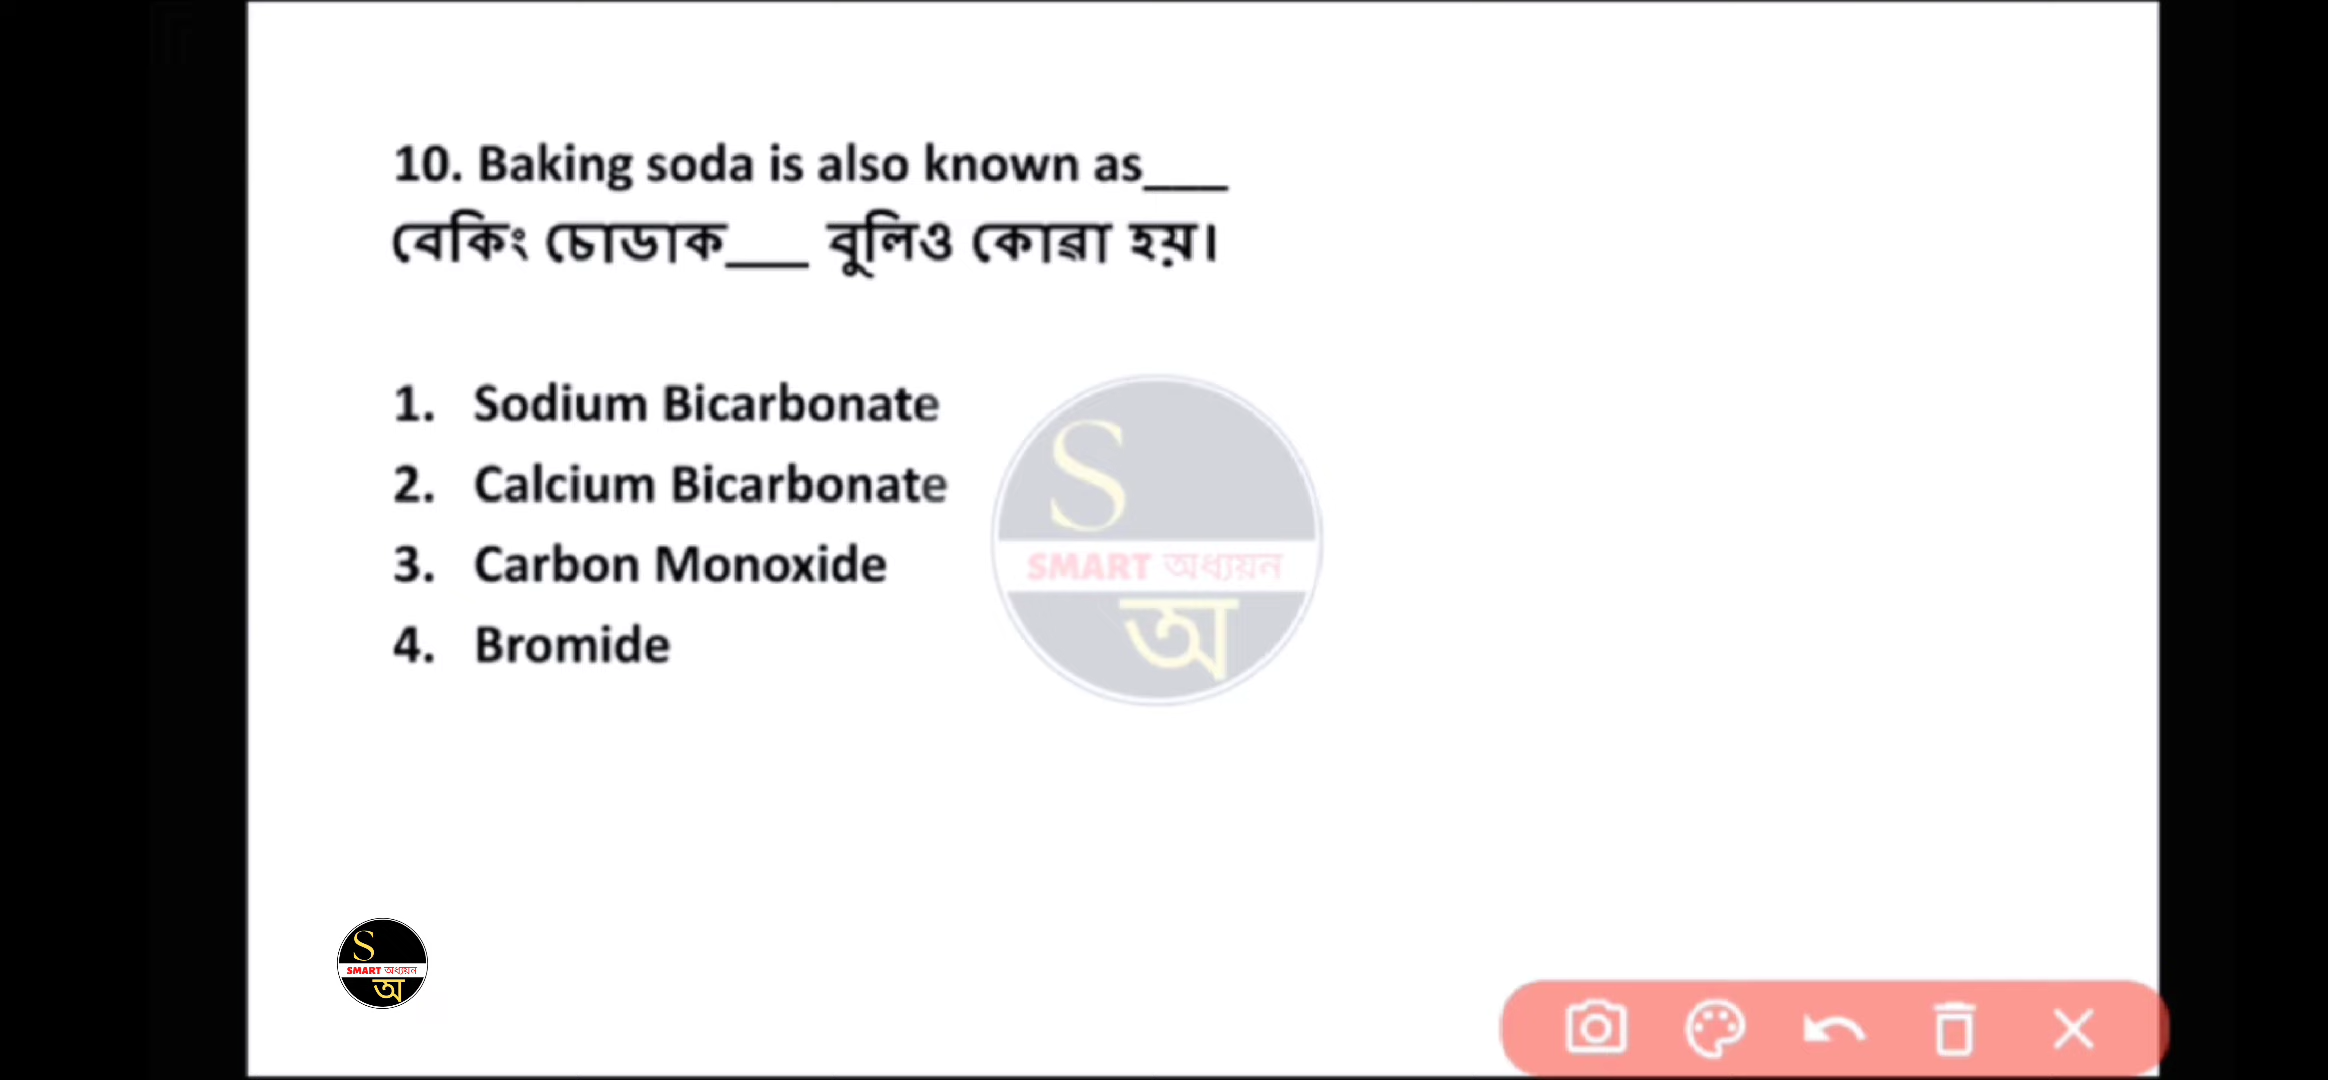 10. Baking soda is also known as___
বেকিং চোডাক___ বুলিও কোৱা হয়।
1. Sodium Bicarbonate
2. Calcium Bicarbonate
3. Carbon Monoxide
4. Bromide
S
SMART অধ্যয়ন
অ
S
SMART অধ্যয়ন
অ